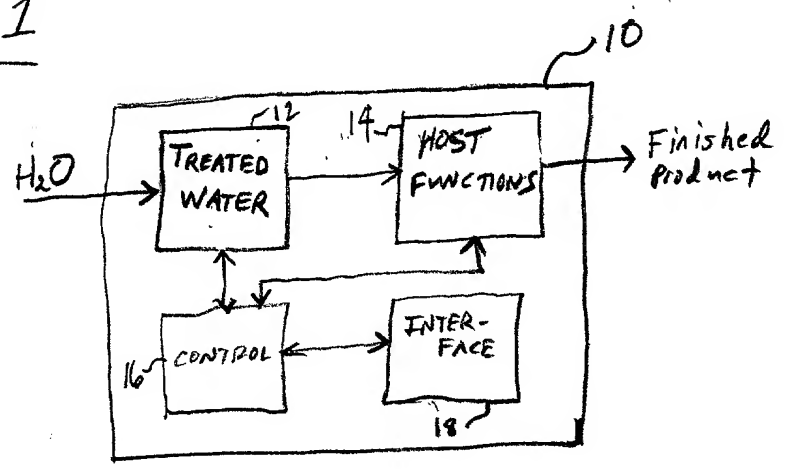 1
10
12
14
H₂O
TREATED
WATER
HOST
FUNCTIONS
Finished
Product
16
CONTROL
INTER-
FACE
18